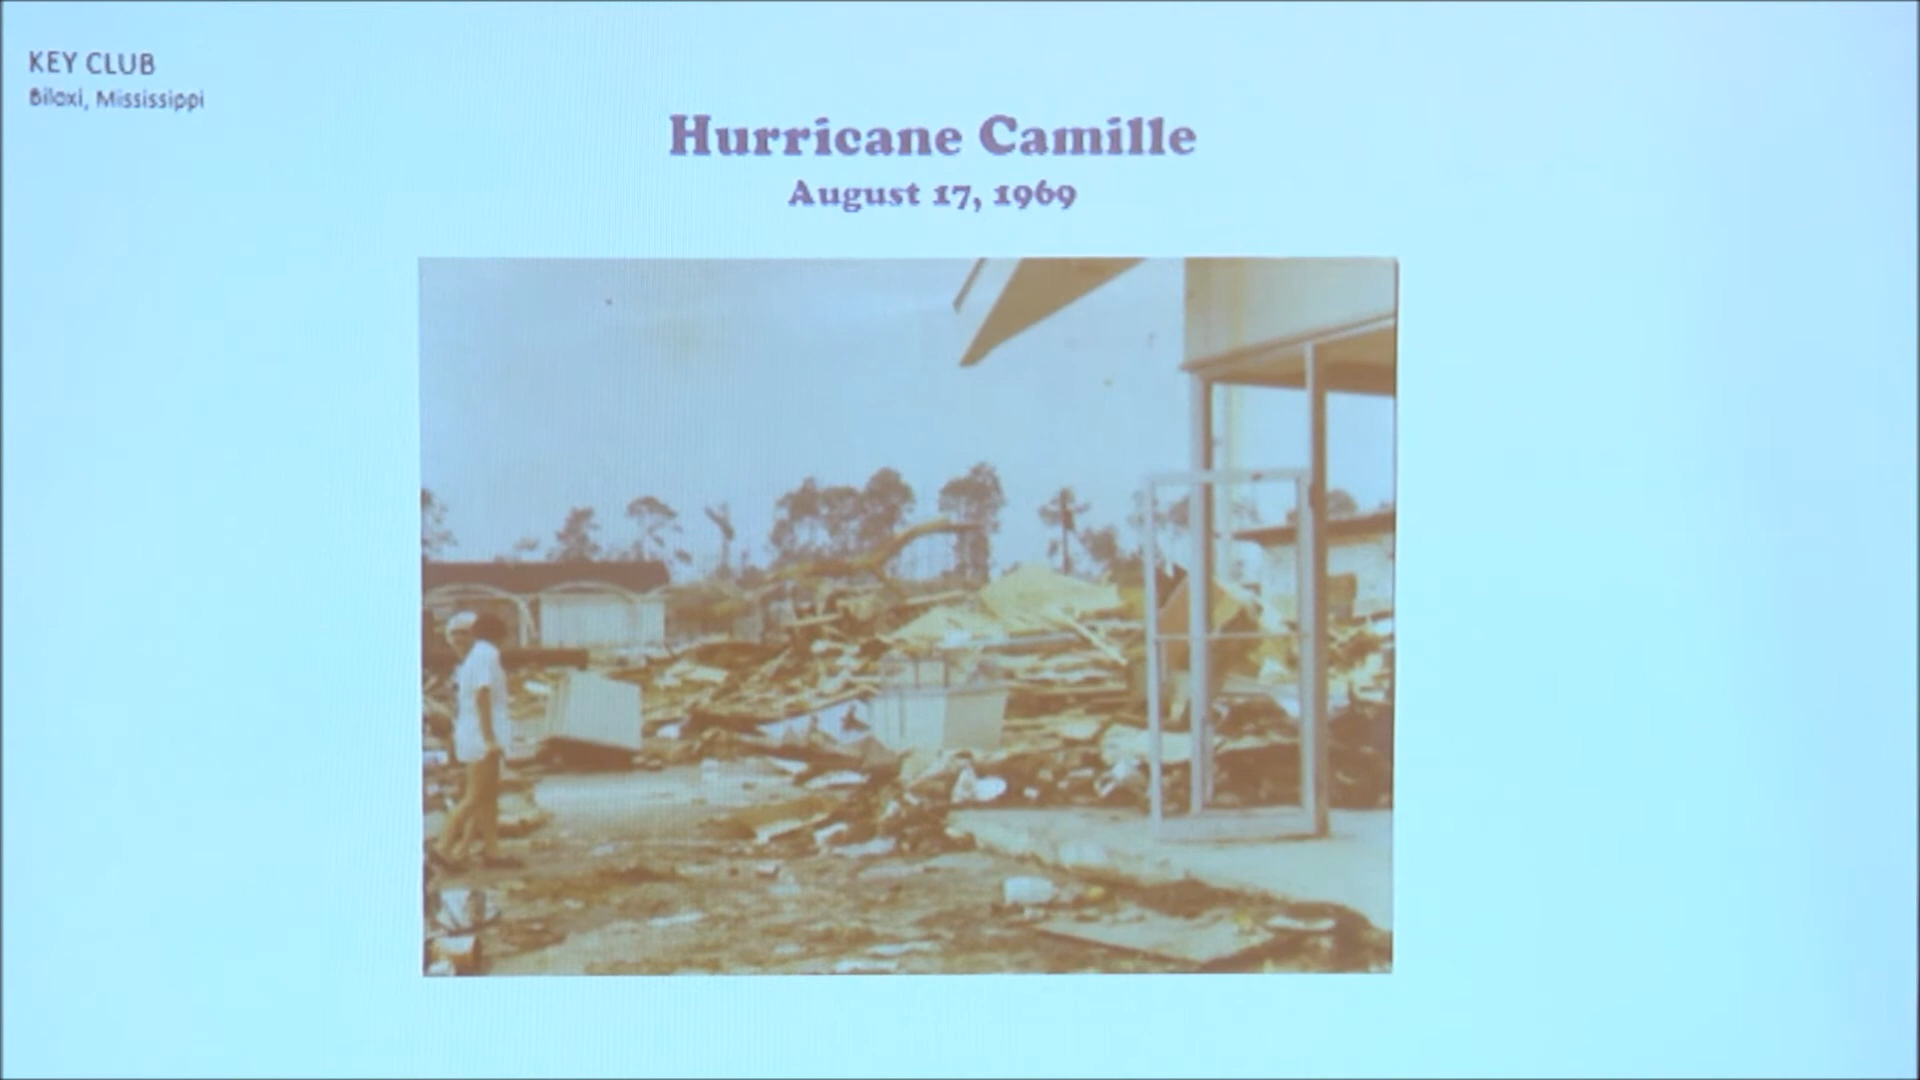 KEY CLUB
Biloxi, Mississippi
Hurricane Camille
August 17, 1969